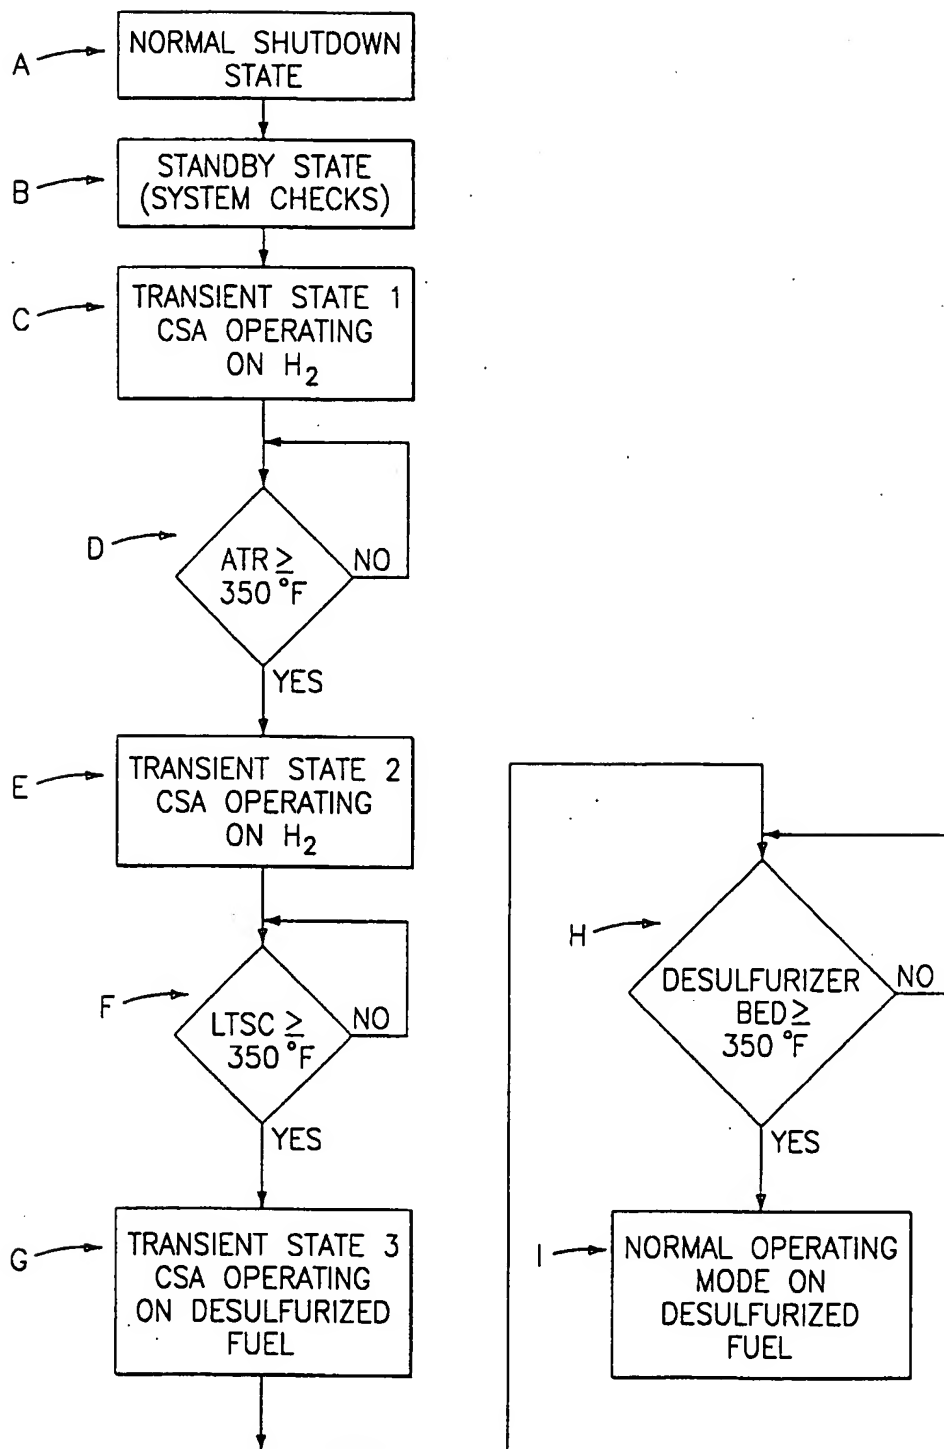 A
NORMAL SHUTDOWN
STATE
B
STANDBY STATE
(SYSTEM CHECKS)
C
TRANSIENT STATE 1
CSA OPERATING
ON H₂
D
ATR ≥
350 °F
NO
YES
E
TRANSIENT STATE 2
CSA OPERATING
ON H₂
F
LTSC ≥
350 °F
NO
YES
G
TRANSIENT STATE 3
CSA OPERATING
ON DESULFURIZED
FUEL
H
DESULFURIZER
BED ≥
350 °F
NO
YES
I
NORMAL OPERATING
MODE ON
DESULFURIZED
FUEL